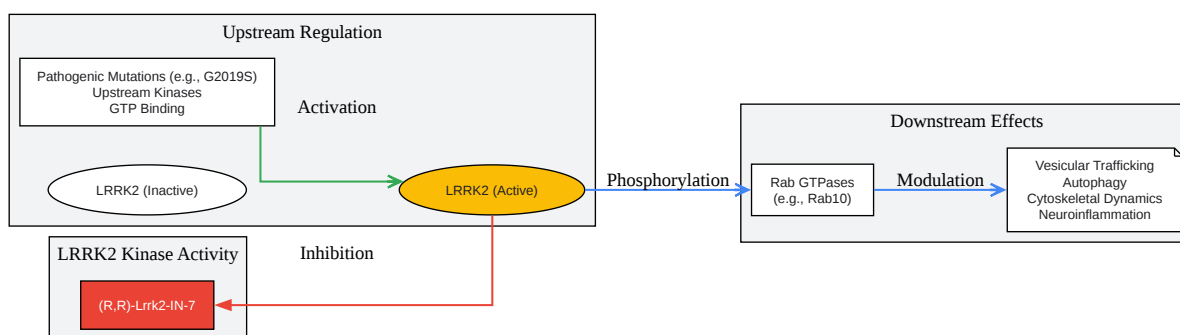 Upstream Regulation
Pathogenic Mutations (e.g., G2019S)
Upstream Kinases
GTP Binding
Activation
LRRK2 (Inactive)
LRRK2 (Active)
Phosphorylation
Downstream Effects
Rab GTPases
(e.g., Rab10)
Modulation
Vesicular Trafficking
Autophagy
Cytoskeletal Dynamics
Neuroinflammation
LRRK2 Kinase Activity
Inhibition
(R,R)-Lrrk2-IN-7